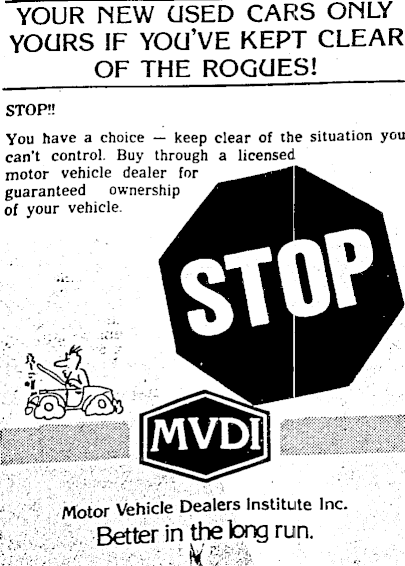 YOUR NEW USED CARS ONLY
YOURS IF YOU'VE KEPT CLEAR
OF THE ROGUES!
STOP!!
You have a choice — keep clear of the situation you
can't control. Buy through a licensed
motor vehicle dealer for
guaranteed ownership
of your vehicle.
STOP
MVDI
Motor Vehicle Dealers Institute Inc.
Better in the long run.